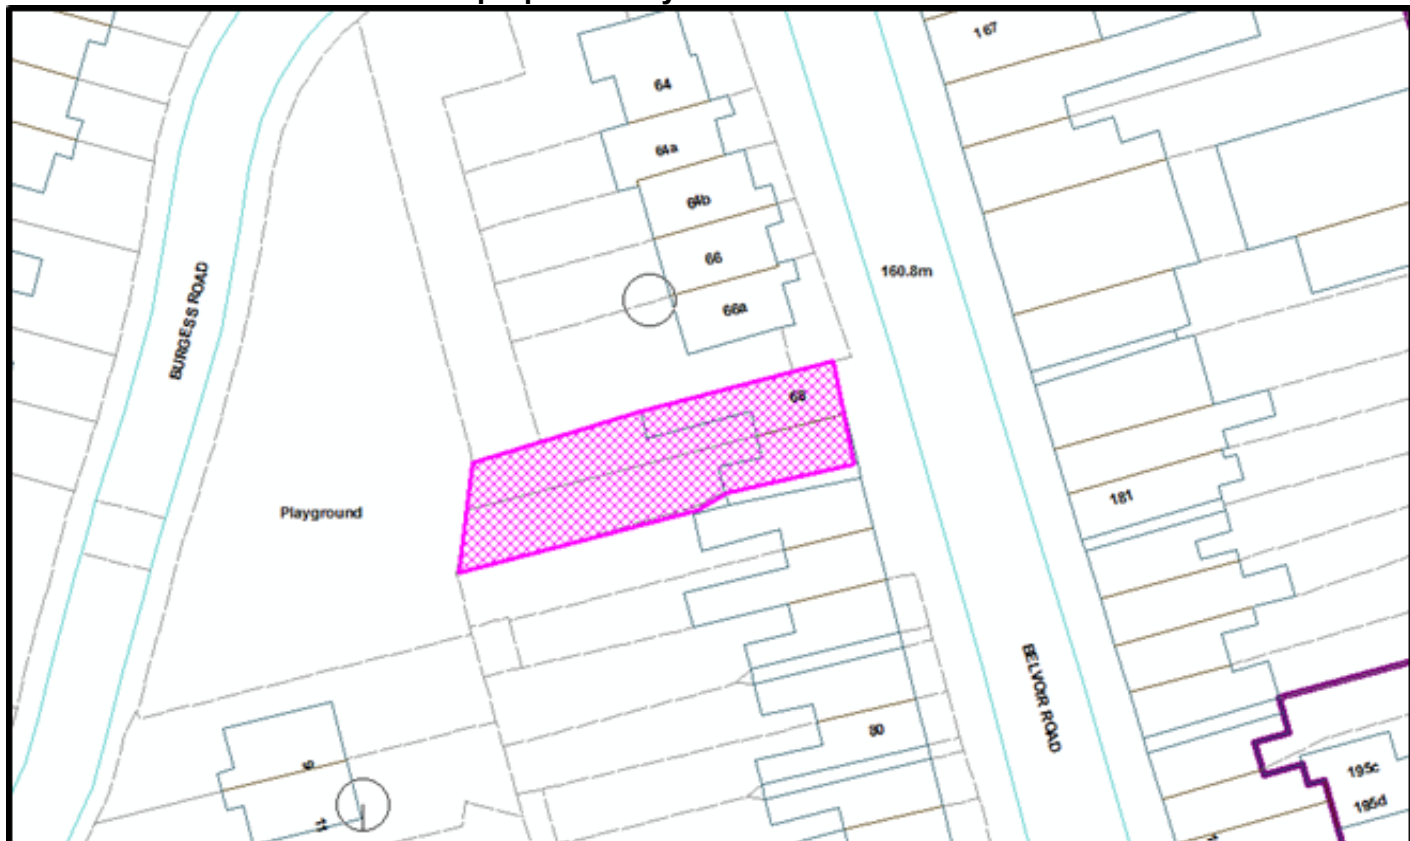 167
64
64a
64b
66
160.8m
66a
BURGESS ROAD
68
181
Playground
BELVOIR ROAD
80
9
195c
11
195d